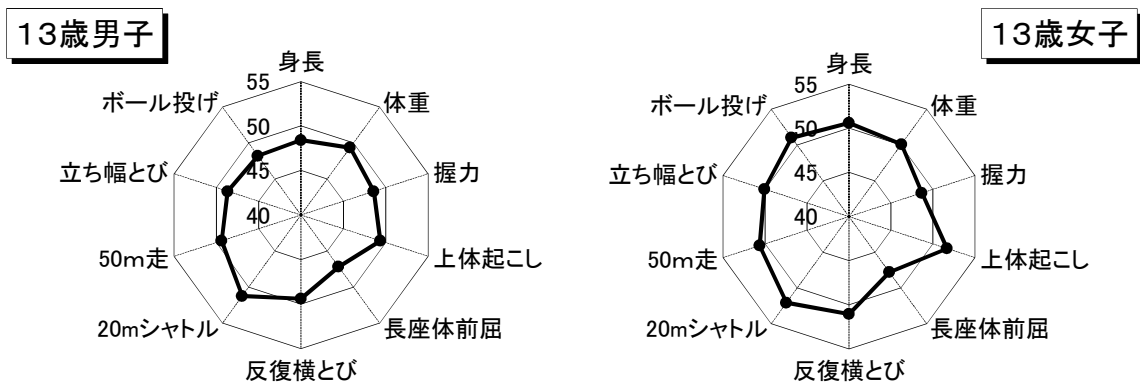 13歳男子
身長
体重
握力
上体起こし
長座体前屈
反復横とび
20mシャトル
50m走
立ち幅とび
ボール投げ
55
50
45
40
13歳女子
身長
体重
握力
上体起こし
長座体前屈
反復横とび
20mシャトル
50m走
立ち幅とび
ボール投げ
55
50
45
40